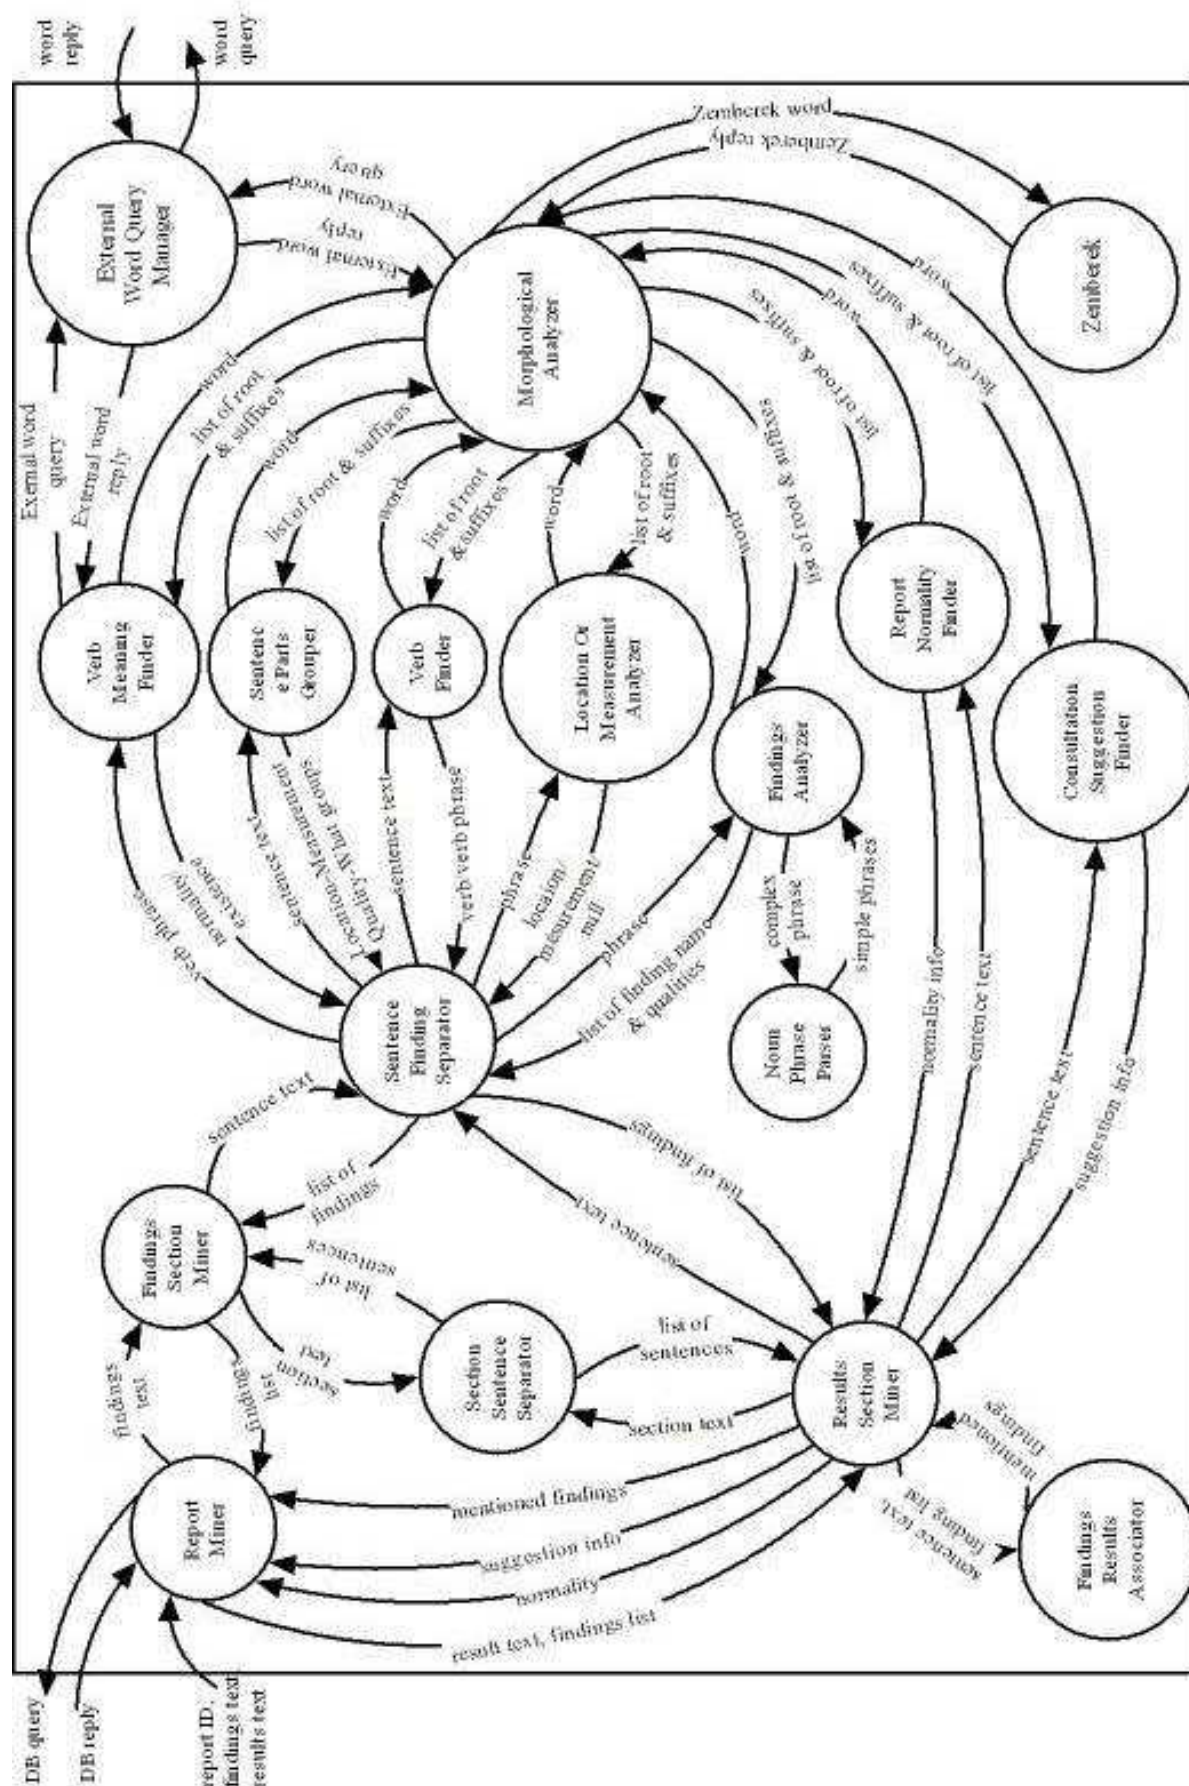 word
reply
word
query
External
Word Query
Manager
External word
query
External word
reply
Zemberek word
Zemberek reply
Morphological
Analyzer
Zemberek
Exernal word
query
External word
reply
word
list of root
& suffixes
word
list of root & suffixes
word
list of root
& suffixes
word
list of root
& suffixes
word
list of root & suffixes
word
list of root & suffixes
word
list of root & suffixes
Verb
Meaning
Finder
Sentenc
e Parts
Grouper
Verb
Finder
Location Or
Measurement
Analyzer
Findings
Analyzer
Report
Normality
Finder
Consultation
Suggestion
Finder
verb phrase
normality
existence
sentence text
Location-Measurement
Quality-What groups
sentence text
verb verb phrase
phrase
location/
mesurement/
null
phrase
list of finding name
& qualities
complex
phrase
simple phrases
Noun
Phrase
Parser
normality info
sentence text
sentence text
suggestion info
Sentence
Finding
Separator
sentence text
list of
findings
list of findings
sentence text
Findings
Section
Miner
list of
sentences
section
text
Section
Sentence
Separator
list of
sentences
section text
Results
Section
Miner
findings
text
findings
list
Report
Miner
mentioned findings
suggestion info
normality
result text, findings list
mentioned
findings
sentence text,
finding list
Findings
Results
Associator
DB query
DB reply
report ID,
findings text
results text